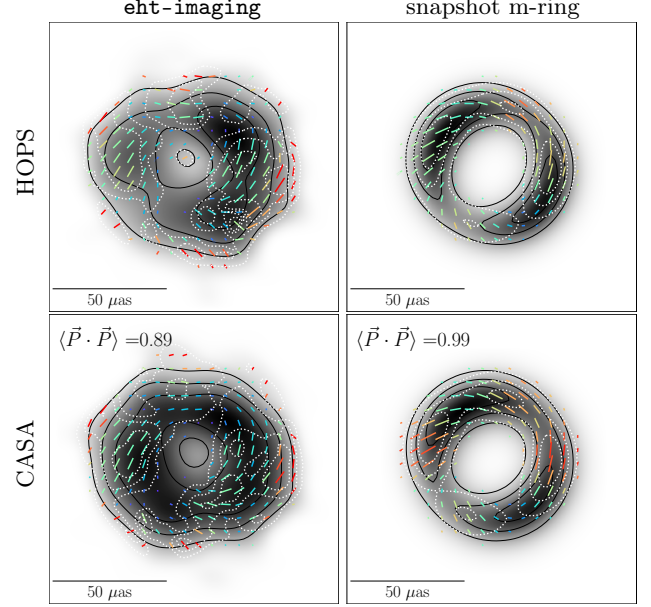 eht-imaging snapshot m-ring
HOPS
50 μas 50 μas
⟨P⃗ · P⃗⟩ =0.89 ⟨P⃗ · P⃗⟩ =0.99
CASA
50 μas 50 μas